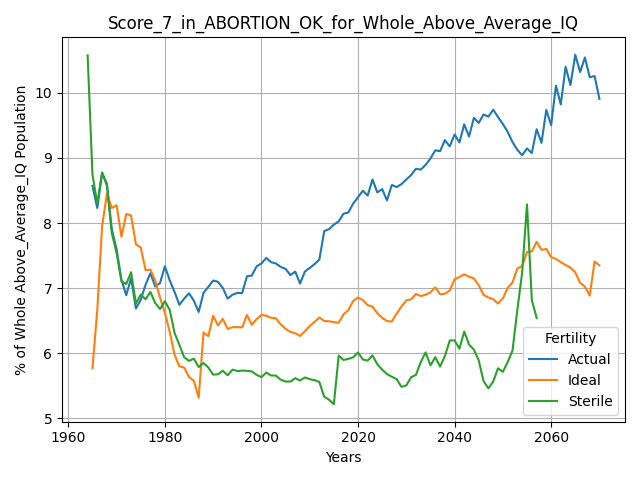 Score_7_in_ABORTION_OK_for_Whole_Above_Average_IQ
% of Whole Above_Average_IQ Population
10
9
8
7
6
5
1960
1980
2000
2020
2040
2060
Years
Fertility
Actual
Ideal
Sterile